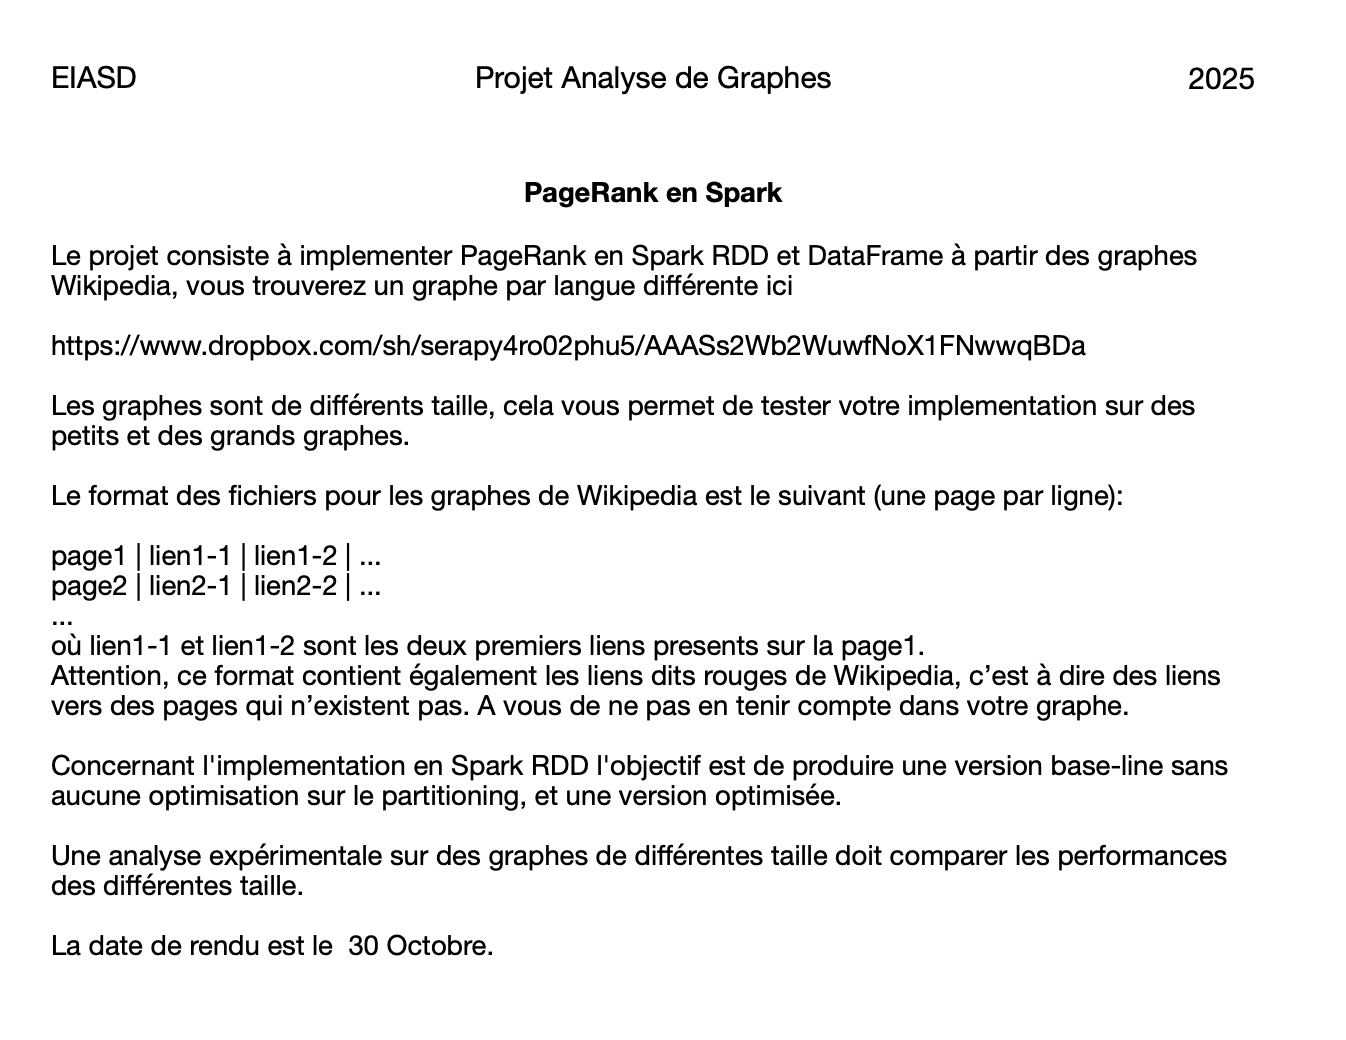 EIASD Projet Analyse de Graphes 2025
PageRank en Spark
Le projet consiste à implementer PageRank en Spark RDD et DataFrame à partir des graphes
Wikipedia, vous trouverez un graphe par langue différente ici
https://www.dropbox.com/sh/serapy4ro02phu5/AAASs2Wb2WuwfNoX1FNwwqBDa
Les graphes sont de différents taille, cela vous permet de tester votre implementation sur des
petits et des grands graphes.
Le format des fichiers pour les graphes de Wikipedia est le suivant (une page par ligne):
page1 | lien1-1 | lien1-2 | ...
page2 | lien2-1 | lien2-2 | ...
...
où lien1-1 et lien1-2 sont les deux premiers liens presents sur la page1.
Attention, ce format contient également les liens dits rouges de Wikipedia, c’est à dire des liens
vers des pages qui n’existent pas. A vous de ne pas en tenir compte dans votre graphe.
Concernant l'implementation en Spark RDD l'objectif est de produire une version base-line sans
aucune optimisation sur le partitioning, et une version optimisée.
Une analyse expérimentale sur des graphes de différentes taille doit comparer les performances
des différentes taille.
La date de rendu est le  30 Octobre.